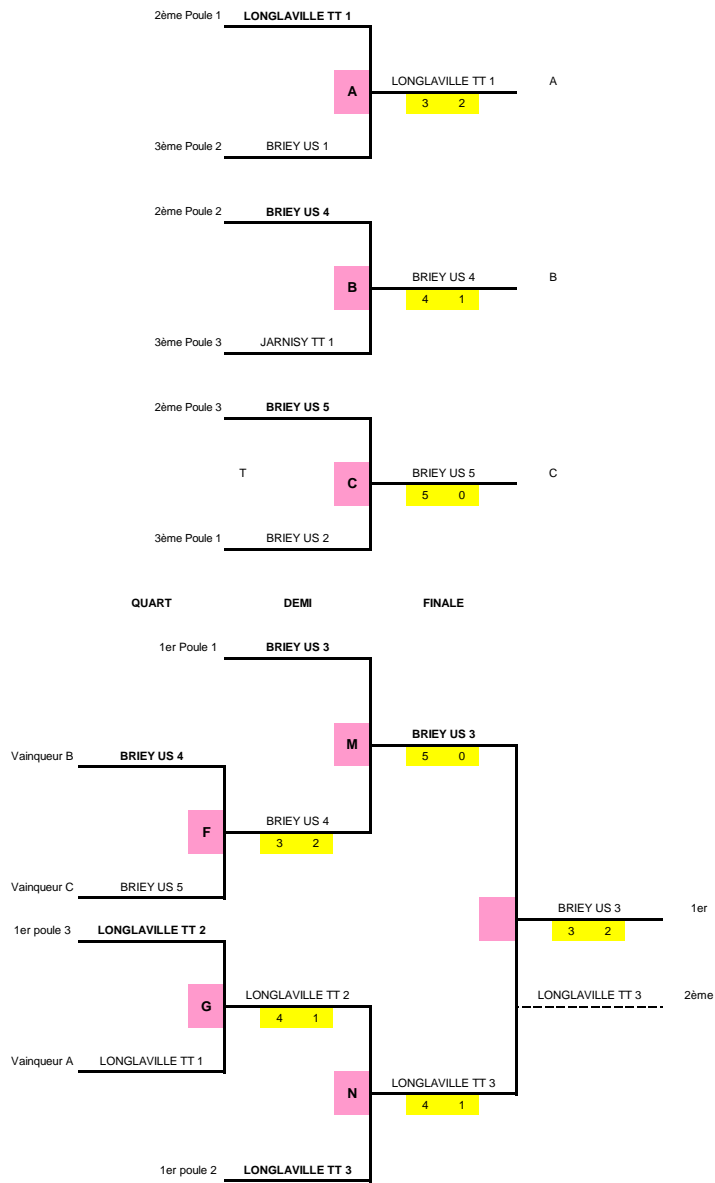 2ème Poule 1 LONGLAVILLE TT 1
A LONGLAVILLE TT 1 A
3 2
3ème Poule 2 BRIEY US 1
2ème Poule 2 BRIEY US 4
B BRIEY US 4 B
4 1
3ème Poule 3 JARNISY TT 1
2ème Poule 3 BRIEY US 5
T C BRIEY US 5 C
5 0
3ème Poule 1 BRIEY US 2
QUART DEMI FINALE
1er Poule 1 BRIEY US 3
M BRIEY US 3
5 0
Vainqueur B BRIEY US 4
F BRIEY US 4
3 2
Vainqueur C BRIEY US 5
BRIEY US 3 1er
3 2
1er poule 3 LONGLAVILLE TT 2
G LONGLAVILLE TT 2
4 1
LONGLAVILLE TT 3 2ème
Vainqueur A LONGLAVILLE TT 1
N LONGLAVILLE TT 3
4 1
1er poule 2 LONGLAVILLE TT 3